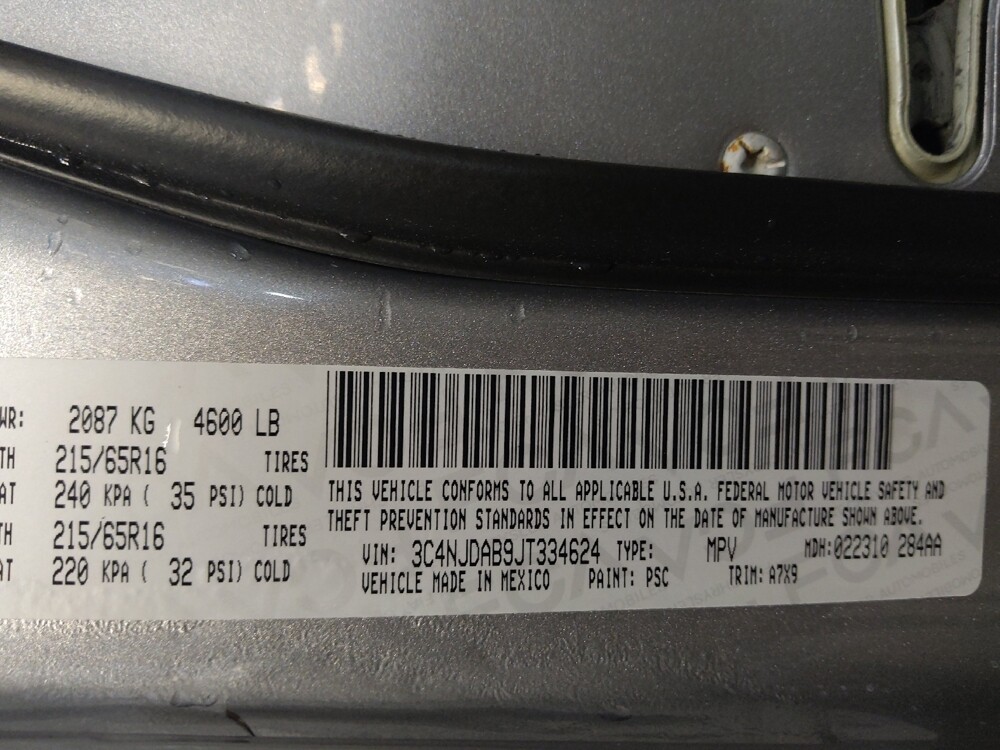 WR: 2087 KG 4600 LB
TH 215/65R16 TIRES
AT 240 KPA ( 35 PSI) COLD
TH 215/65R16 TIRES
AT 220 KPA ( 32 PSI) COLD
THIS VEHICLE CONFORMS TO ALL APPLICABLE U.S.A. FEDERAL MOTOR VEHICLE SAFETY AND
THEFT PREVENTION STANDARDS IN EFFECT ON THE DATE OF MANUFACTURE SHOWN ABOVE.
VIN: 3C4NJDAB9JT334624 TYPE: MPV MDH:022310 284AA
VEHICLE MADE IN MEXICO PAINT: PSC TRIM: A7X9